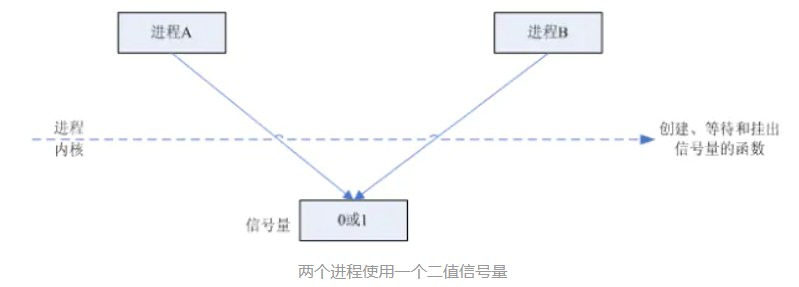 进程A
进程B
进程
内核
创建、等待和挂出
信号量的函数
信号量
0或1
两个进程使用一个二值信号量